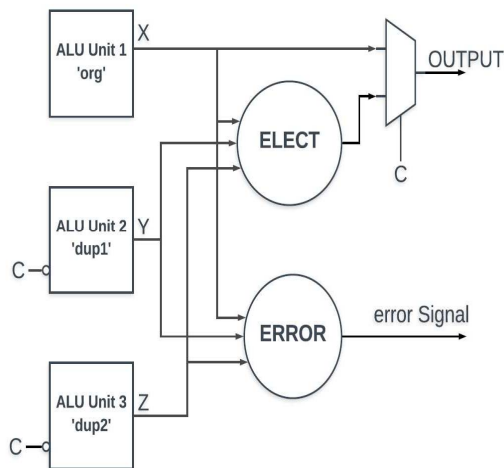 ALU Unit 1
'org'
X
OUTPUT
ELECT
C
ALU Unit 2
'dup1'
Y
C
ERROR
error Signal
ALU Unit 3
'dup2'
Z
C